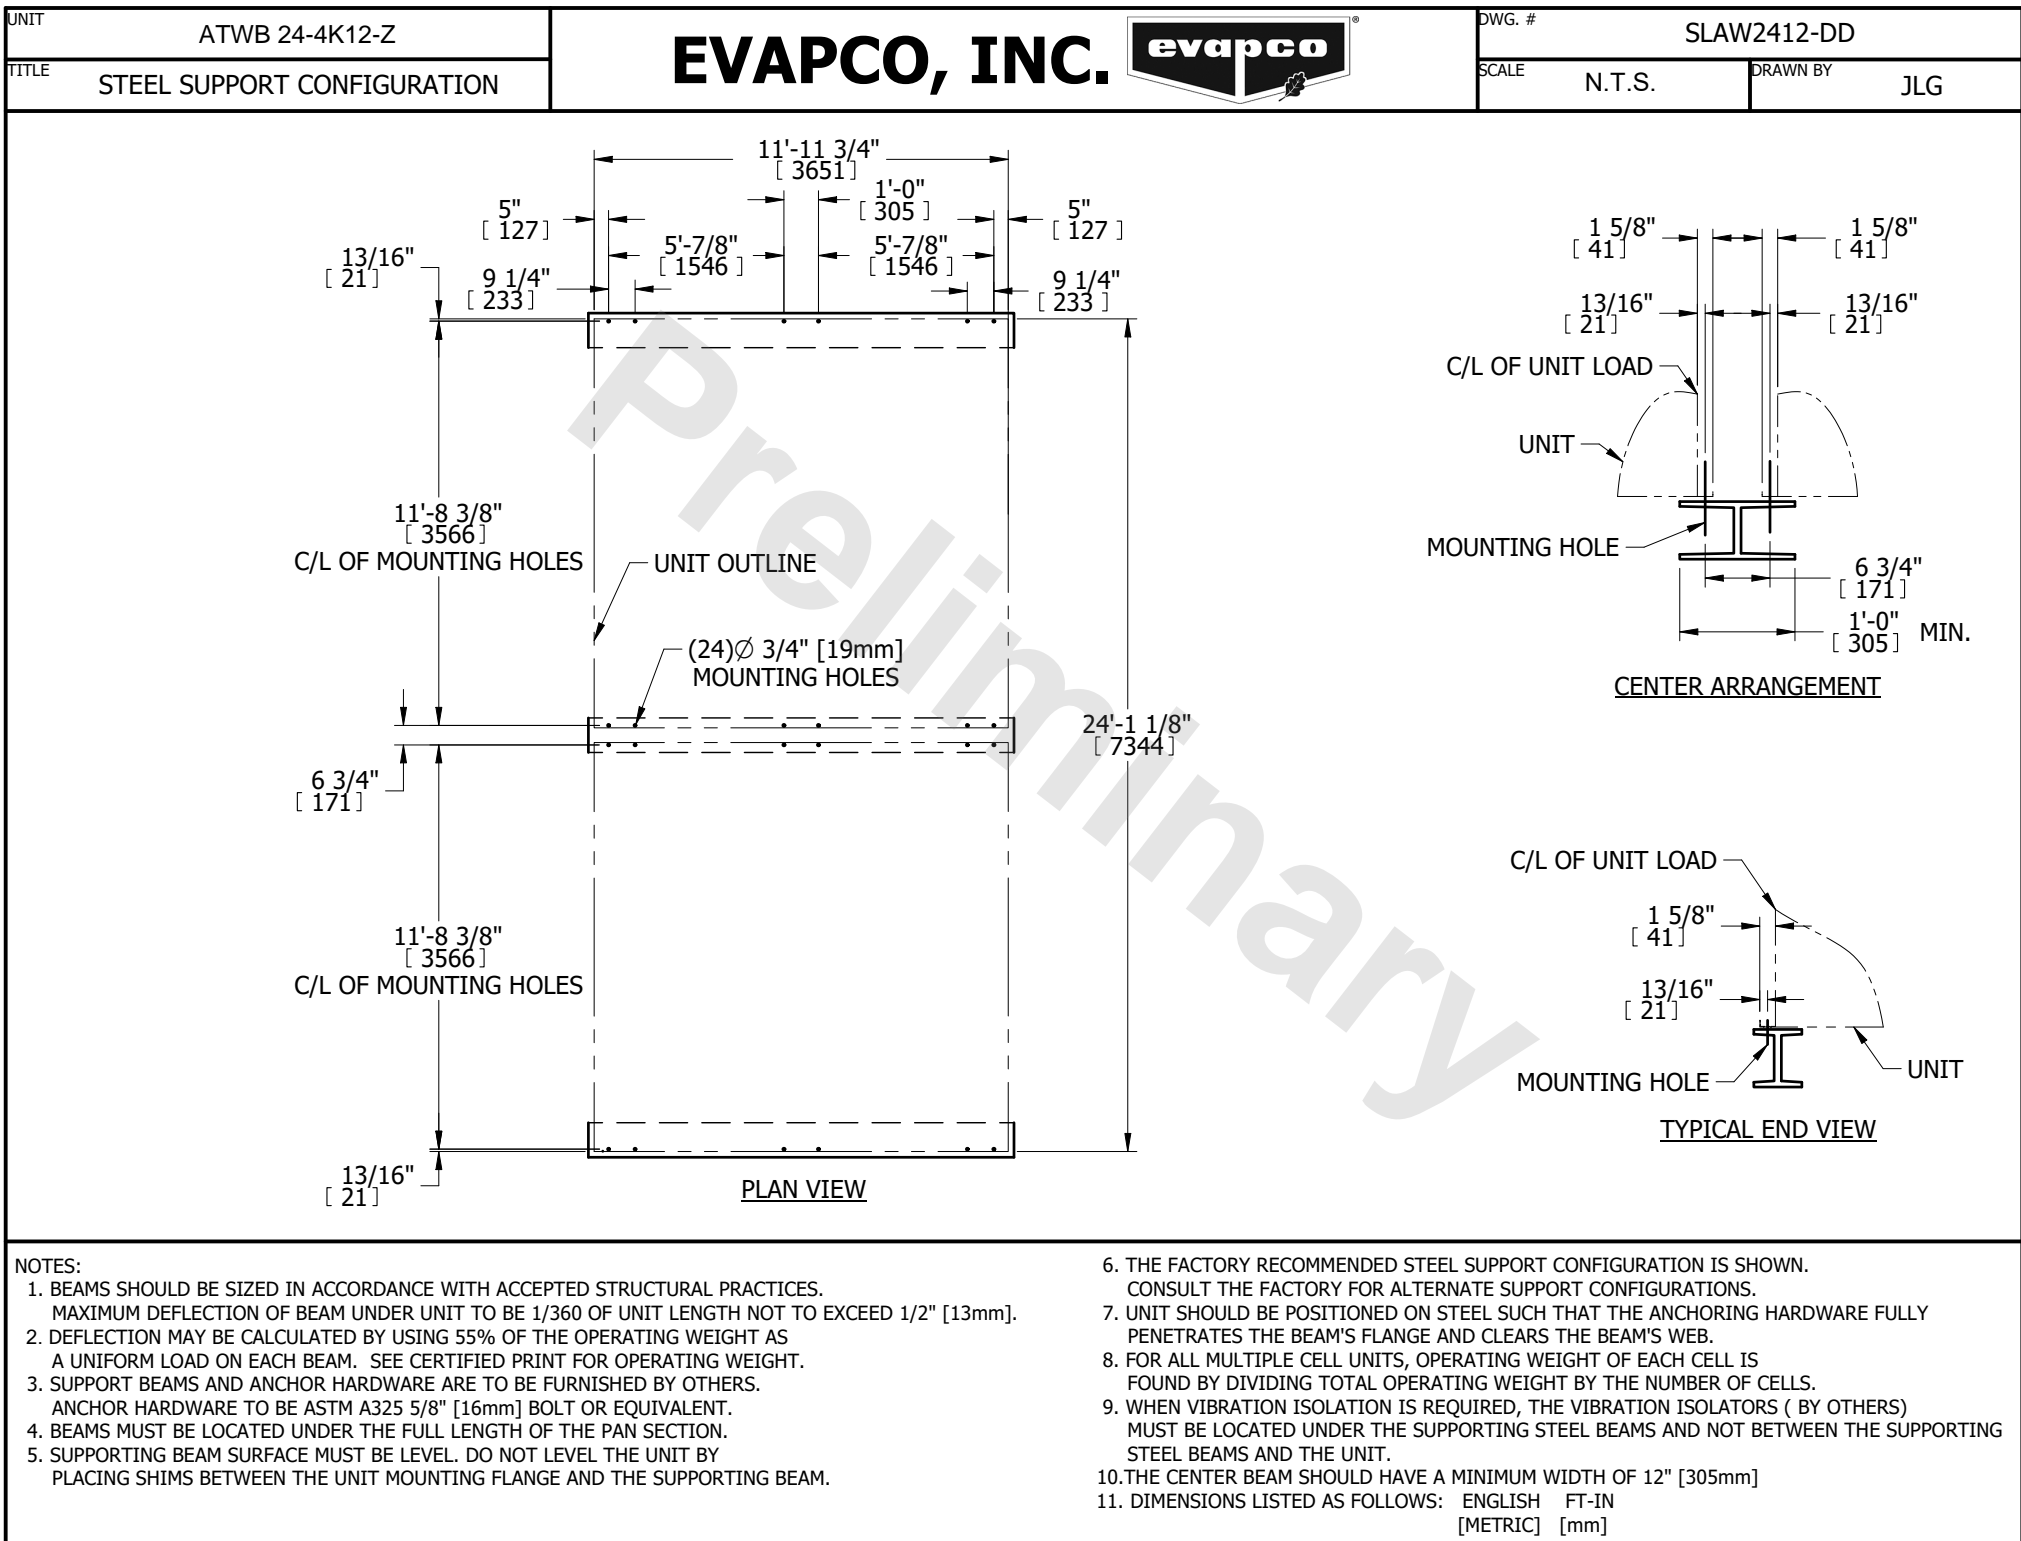 UNIT
ATWB 24-4K12-Z
TITLE
STEEL SUPPORT CONFIGURATION
EVAPCO, INC.
evapco
®
DWG. #
SLAW2412-DD
SCALE
N.T.S.
DRAWN BY
JLG
11'-11 3/4"
[ 3651 ]
1'-0"
[ 305 ]
5"
[ 127 ]
5"
[ 127 ]
5'-7/8"
[ 1546 ]
5'-7/8"
[ 1546 ]
13/16"
[ 21 ]
9 1/4"
[ 233 ]
9 1/4"
[ 233 ]
11'-8 3/8"
[ 3566 ]
C/L OF MOUNTING HOLES
UNIT OUTLINE
(24)∅ 3/4" [19mm]
MOUNTING HOLES
24'-1 1/8"
[ 7344 ]
6 3/4"
[ 171 ]
11'-8 3/8"
[ 3566 ]
C/L OF MOUNTING HOLES
13/16"
[ 21 ]
PLAN VIEW
Preliminary
1 5/8"
[ 41 ]
1 5/8"
[ 41 ]
13/16"
[ 21 ]
13/16"
[ 21 ]
C/L OF UNIT LOAD
UNIT
MOUNTING HOLE
6 3/4"
[ 171 ]
1'-0"
[ 305 ] MIN.
CENTER ARRANGEMENT
C/L OF UNIT LOAD
1 5/8"
[ 41 ]
13/16"
[ 21 ]
MOUNTING HOLE
UNIT
TYPICAL END VIEW
NOTES:
1. BEAMS SHOULD BE SIZED IN ACCORDANCE WITH ACCEPTED STRUCTURAL PRACTICES.
MAXIMUM DEFLECTION OF BEAM UNDER UNIT TO BE 1/360 OF UNIT LENGTH NOT TO EXCEED 1/2" [13mm].
2. DEFLECTION MAY BE CALCULATED BY USING 55% OF THE OPERATING WEIGHT AS
A UNIFORM LOAD ON EACH BEAM. SEE CERTIFIED PRINT FOR OPERATING WEIGHT.
3. SUPPORT BEAMS AND ANCHOR HARDWARE ARE TO BE FURNISHED BY OTHERS.
ANCHOR HARDWARE TO BE ASTM A325 5/8" [16mm] BOLT OR EQUIVALENT.
4. BEAMS MUST BE LOCATED UNDER THE FULL LENGTH OF THE PAN SECTION.
5. SUPPORTING BEAM SURFACE MUST BE LEVEL. DO NOT LEVEL THE UNIT BY
PLACING SHIMS BETWEEN THE UNIT MOUNTING FLANGE AND THE SUPPORTING BEAM.
6. THE FACTORY RECOMMENDED STEEL SUPPORT CONFIGURATION IS SHOWN.
CONSULT THE FACTORY FOR ALTERNATE SUPPORT CONFIGURATIONS.
7. UNIT SHOULD BE POSITIONED ON STEEL SUCH THAT THE ANCHORING HARDWARE FULLY
PENETRATES THE BEAM'S FLANGE AND CLEARS THE BEAM'S WEB.
8. FOR ALL MULTIPLE CELL UNITS, OPERATING WEIGHT OF EACH CELL IS
FOUND BY DIVIDING TOTAL OPERATING WEIGHT BY THE NUMBER OF CELLS.
9. WHEN VIBRATION ISOLATION IS REQUIRED, THE VIBRATION ISOLATORS ( BY OTHERS)
MUST BE LOCATED UNDER THE SUPPORTING STEEL BEAMS AND NOT BETWEEN THE SUPPORTING
STEEL BEAMS AND THE UNIT.
10.THE CENTER BEAM SHOULD HAVE A MINIMUM WIDTH OF 12" [305mm]
11. DIMENSIONS LISTED AS FOLLOWS: ENGLISH FT-IN
[METRIC] [mm]